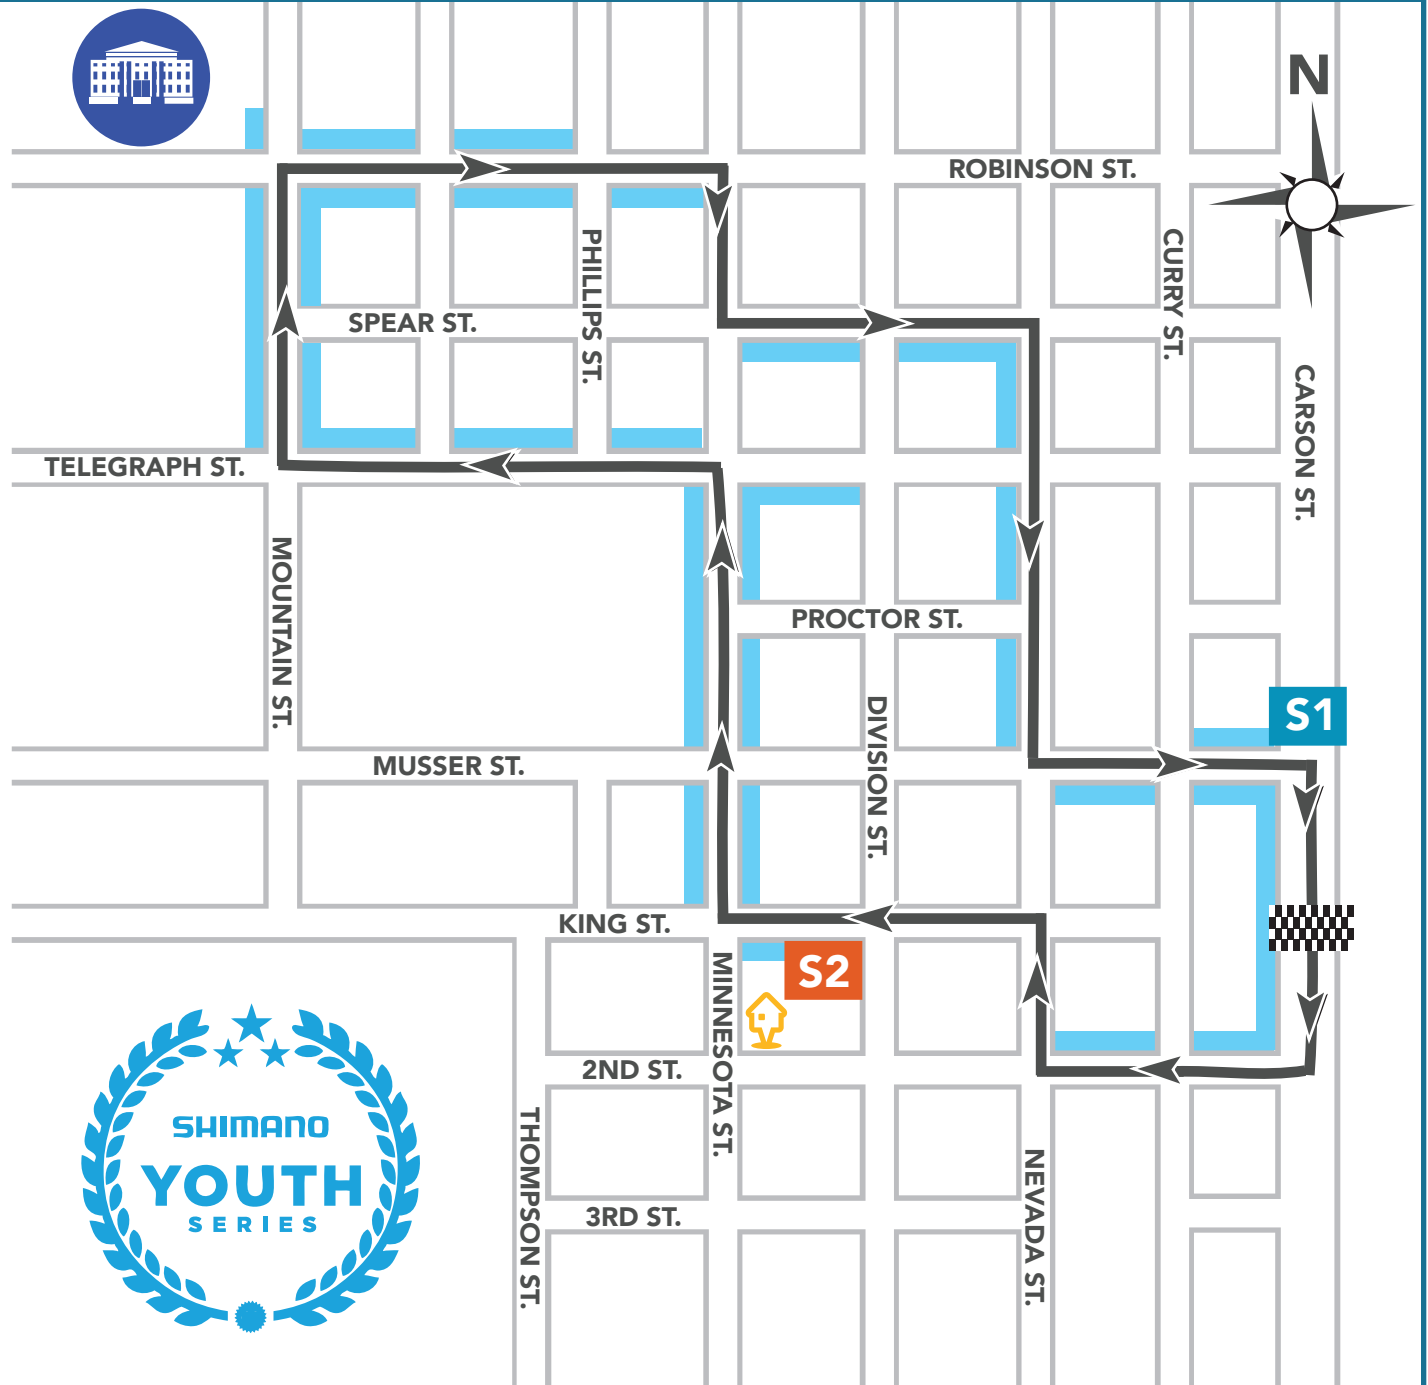 N
ROBINSON ST.
PHILLIPS ST.
CURRY ST.
SPEAR ST.
CARSON ST.
TELEGRAPH ST.
MOUNTAIN ST.
PROCTOR ST.
S1
DIVISION ST.
MUSSER ST.
KING ST.
S2
MINNESOTA ST.
2ND ST.
THOMPSON ST.
SHIMANO
YOUTH
SERIES
NEVADA ST.
3RD ST.